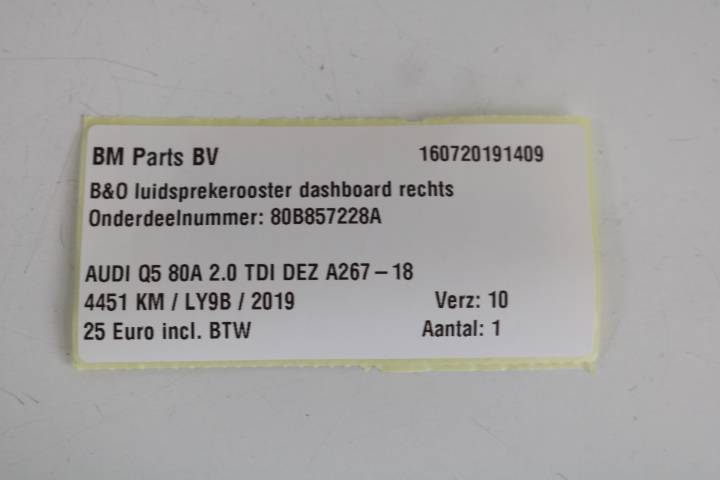 BM Parts BV 160720191409
B&O luidsprekerooster dashboard rechts
Onderdeelnummer: 80B857228A
AUDI Q5 80A 2.0 TDI DEZ A267-18
4451 KM / LY9B / 2019 Verz: 10
25 Euro incl. BTW Aantal: 1